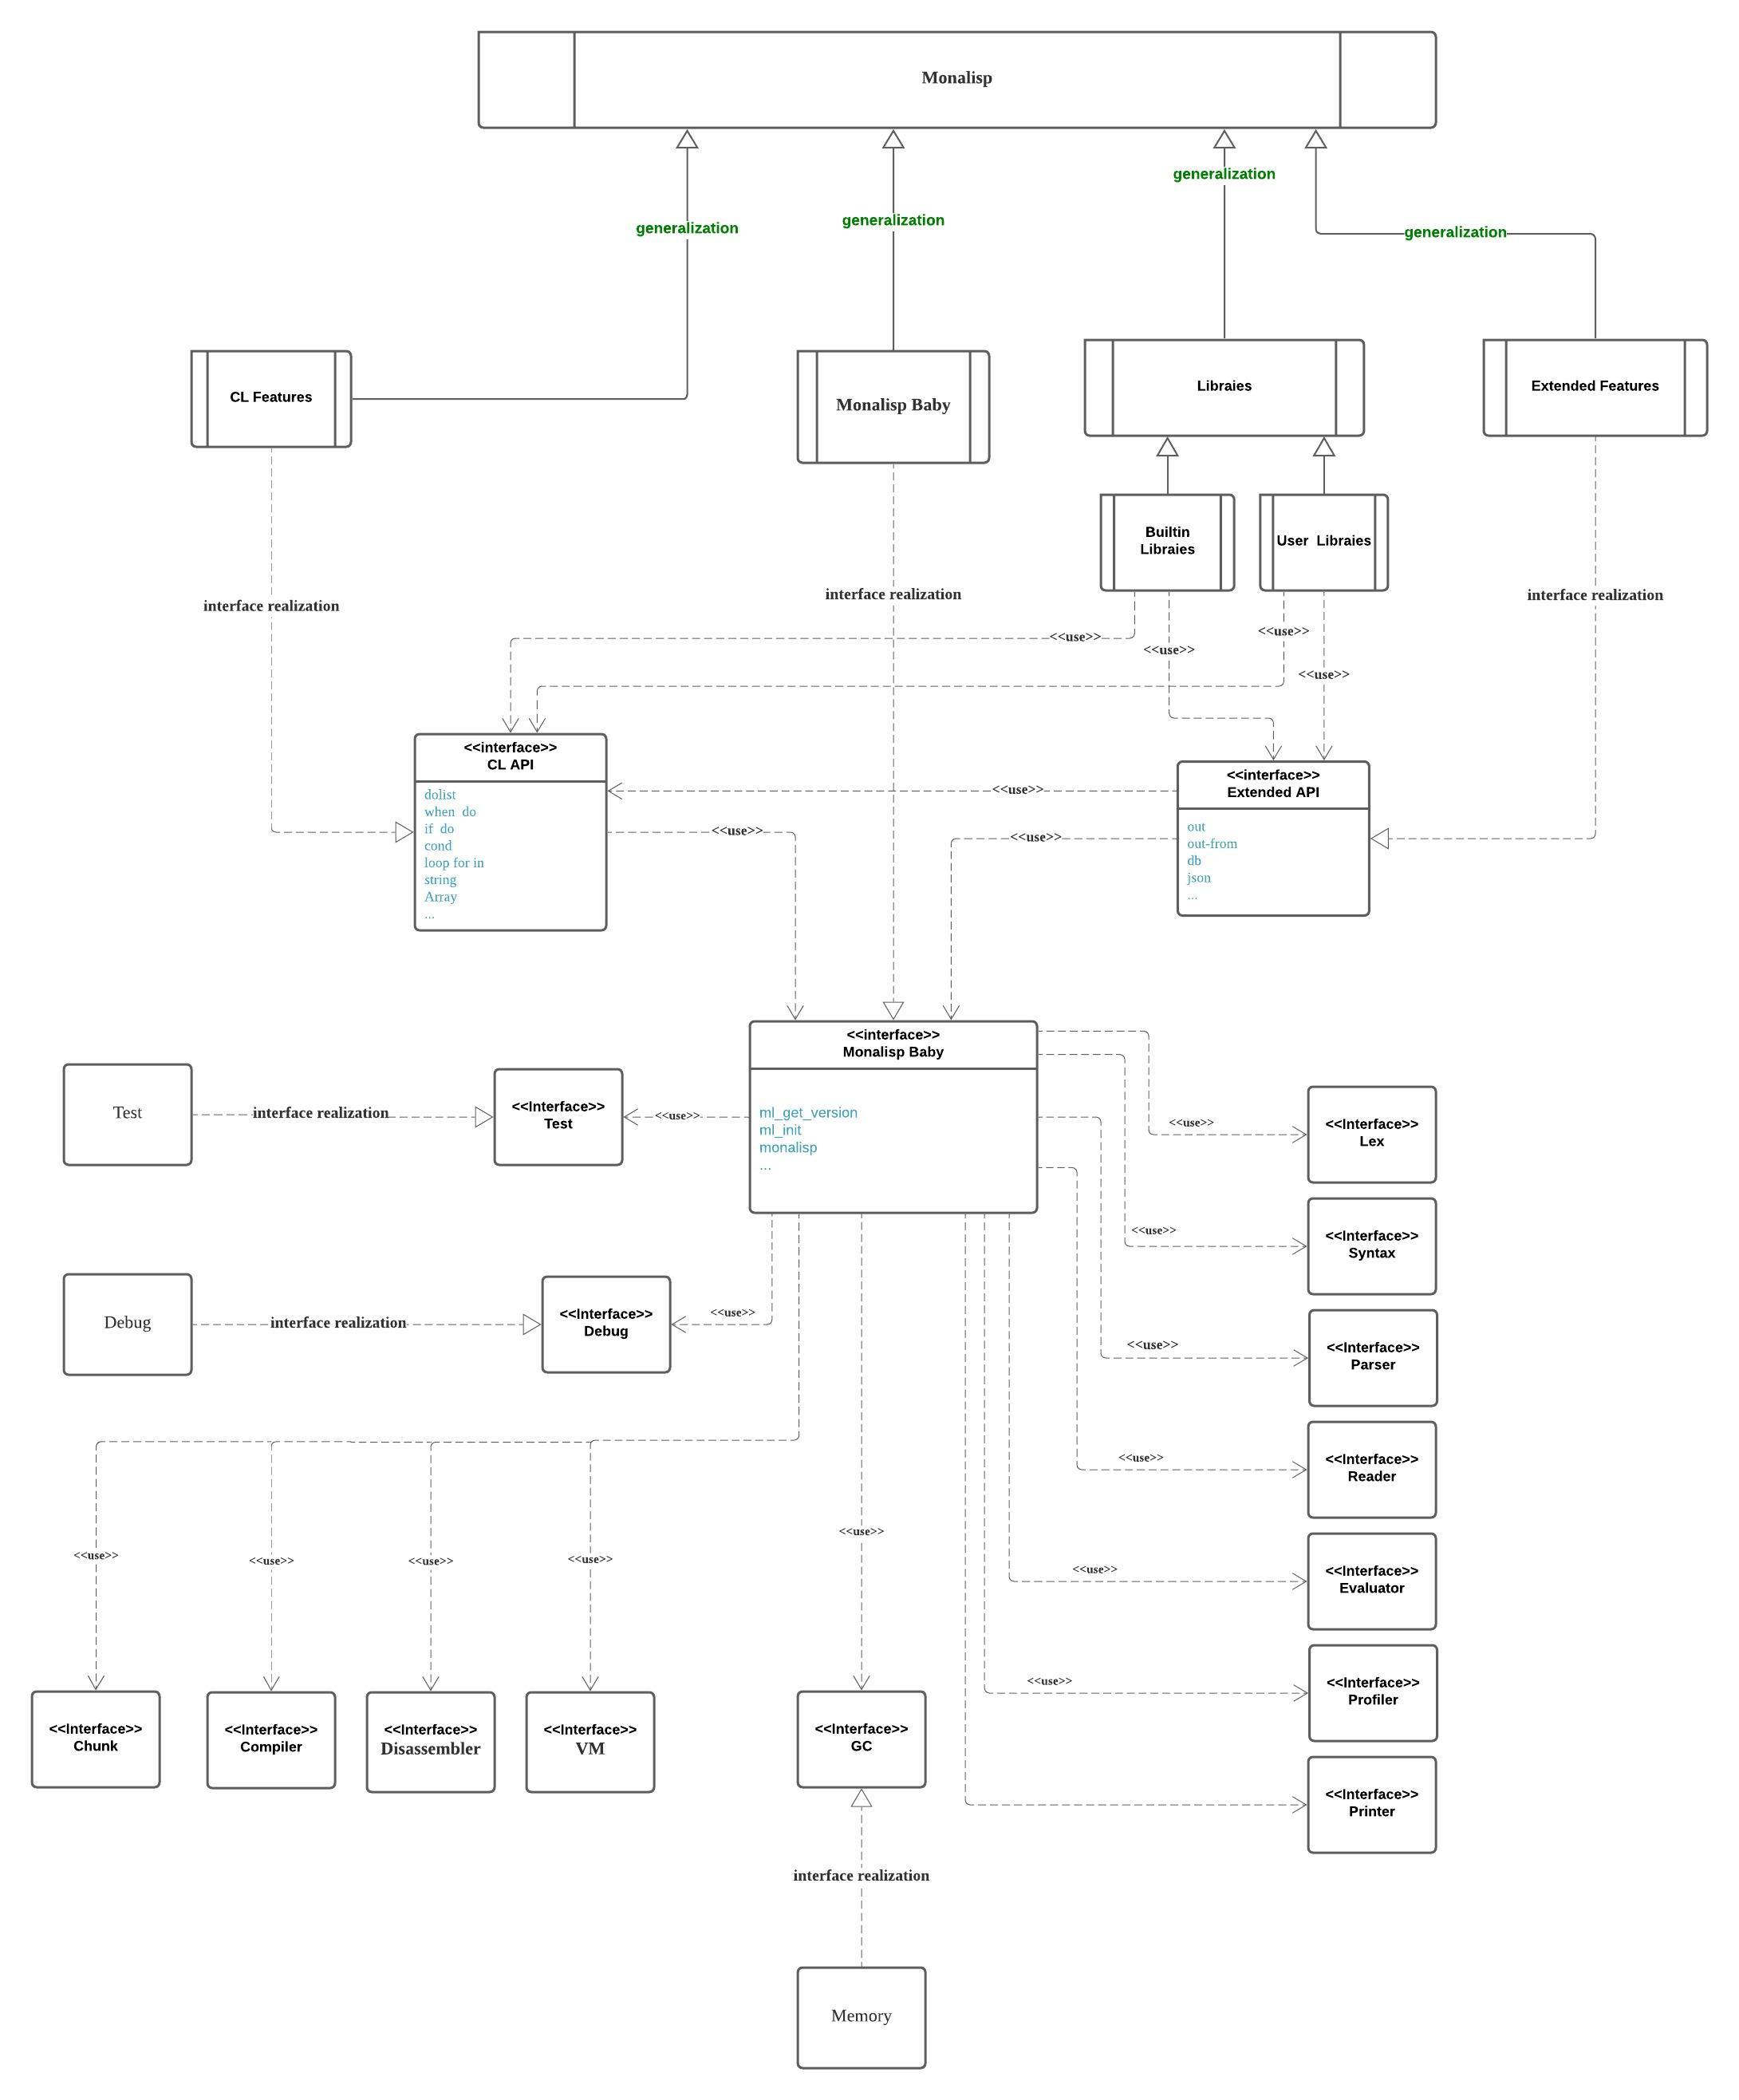 Monalisp
generalization
generalization
generalization
generalization
CL Features
Monalisp Baby
Libraies
Extended Features
Builtin
Libraies
User  Libraies
interface realization
interface realization
interface realization
<<use>>
<<use>>
<<use>>
<<use>>
<<interface>>
CL API
dolist
when  do
if  do
cond
loop for in
string
Array
...
<<interface>>
Extended API
out
out-from
db
json
...
<<use>>
<<use>>
<<use>>
<<interface>>
Monalisp Baby
ml_get_version
ml_init
monalisp
...
Test
interface realization
<<Interface>>
Test
<<use>>
<<use>>
<<Interface>>
Lex
<<use>>
<<Interface>>
Syntax
Debug
interface realization
<<Interface>>
Debug
<<use>>
<<use>>
<<Interface>>
Parser
<<use>>
<<Interface>>
Reader
<<use>>
<<use>>
<<use>>
<<use>>
<<use>>
<<use>>
<<Interface>>
Evaluator
<<use>>
<<Interface>>
Profiler
<<Interface>>
Chunk
<<Interface>>
Compiler
<<Interface>>
Disassembler
<<Interface>>
VM
<<Interface>>
GC
<<Interface>>
Printer
interface realization
Memory